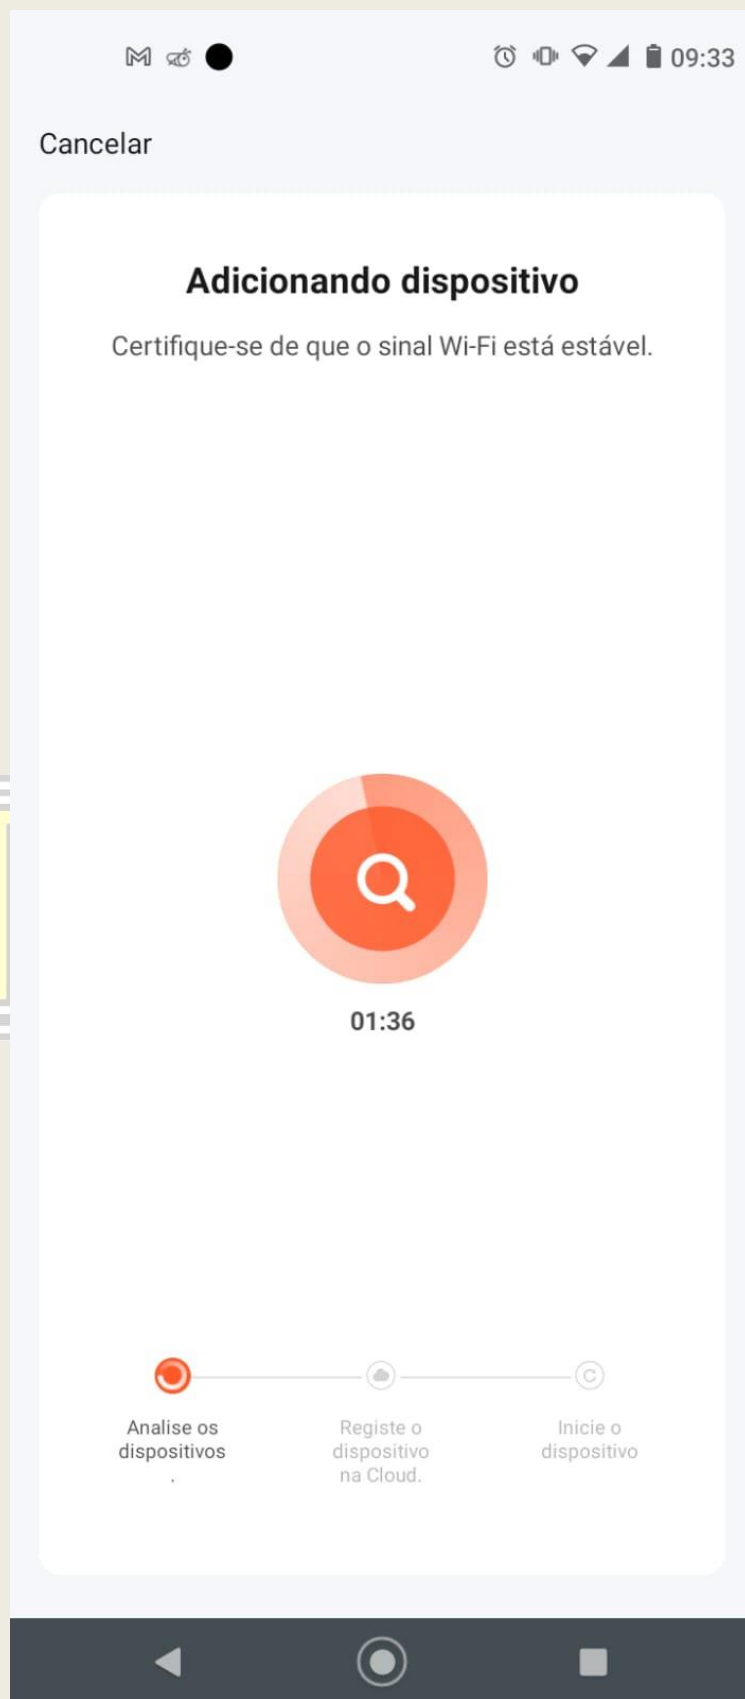 09:33
Cancelar
Adicionando dispositivo
Certifique-se de que o sinal Wi-Fi está estável.
01:36
Analise os
dispositivos
.
Registe o
dispositivo
na Cloud.
Inicie o
dispositivo